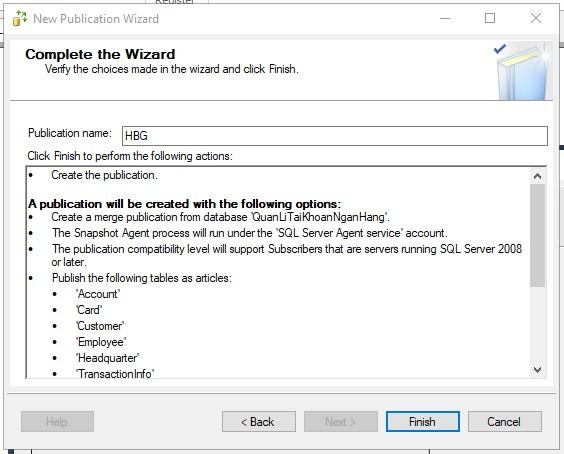 Register
New Publication Wizard
Complete the Wizard
Verify the choices made in the wizard and click Finish.
Publication name: HBG
Click Finish to perform the following actions:
• Create the publication.
A publication will be created with the following options:
• Create a merge publication from database 'QuanLiTaiKhoanNganHang'.
• The Snapshot Agent process will run under the 'SQL Server Agent service' account.
• The publication compatibility level will support Subscribers that are servers running SQL Server 2008
or later.
• Publish the following tables as articles:
• 'Account'
• 'Card'
• 'Customer'
• 'Employee'
• 'Headquarter'
• 'TransactionInfo'
Help < Back Next > Finish Cancel